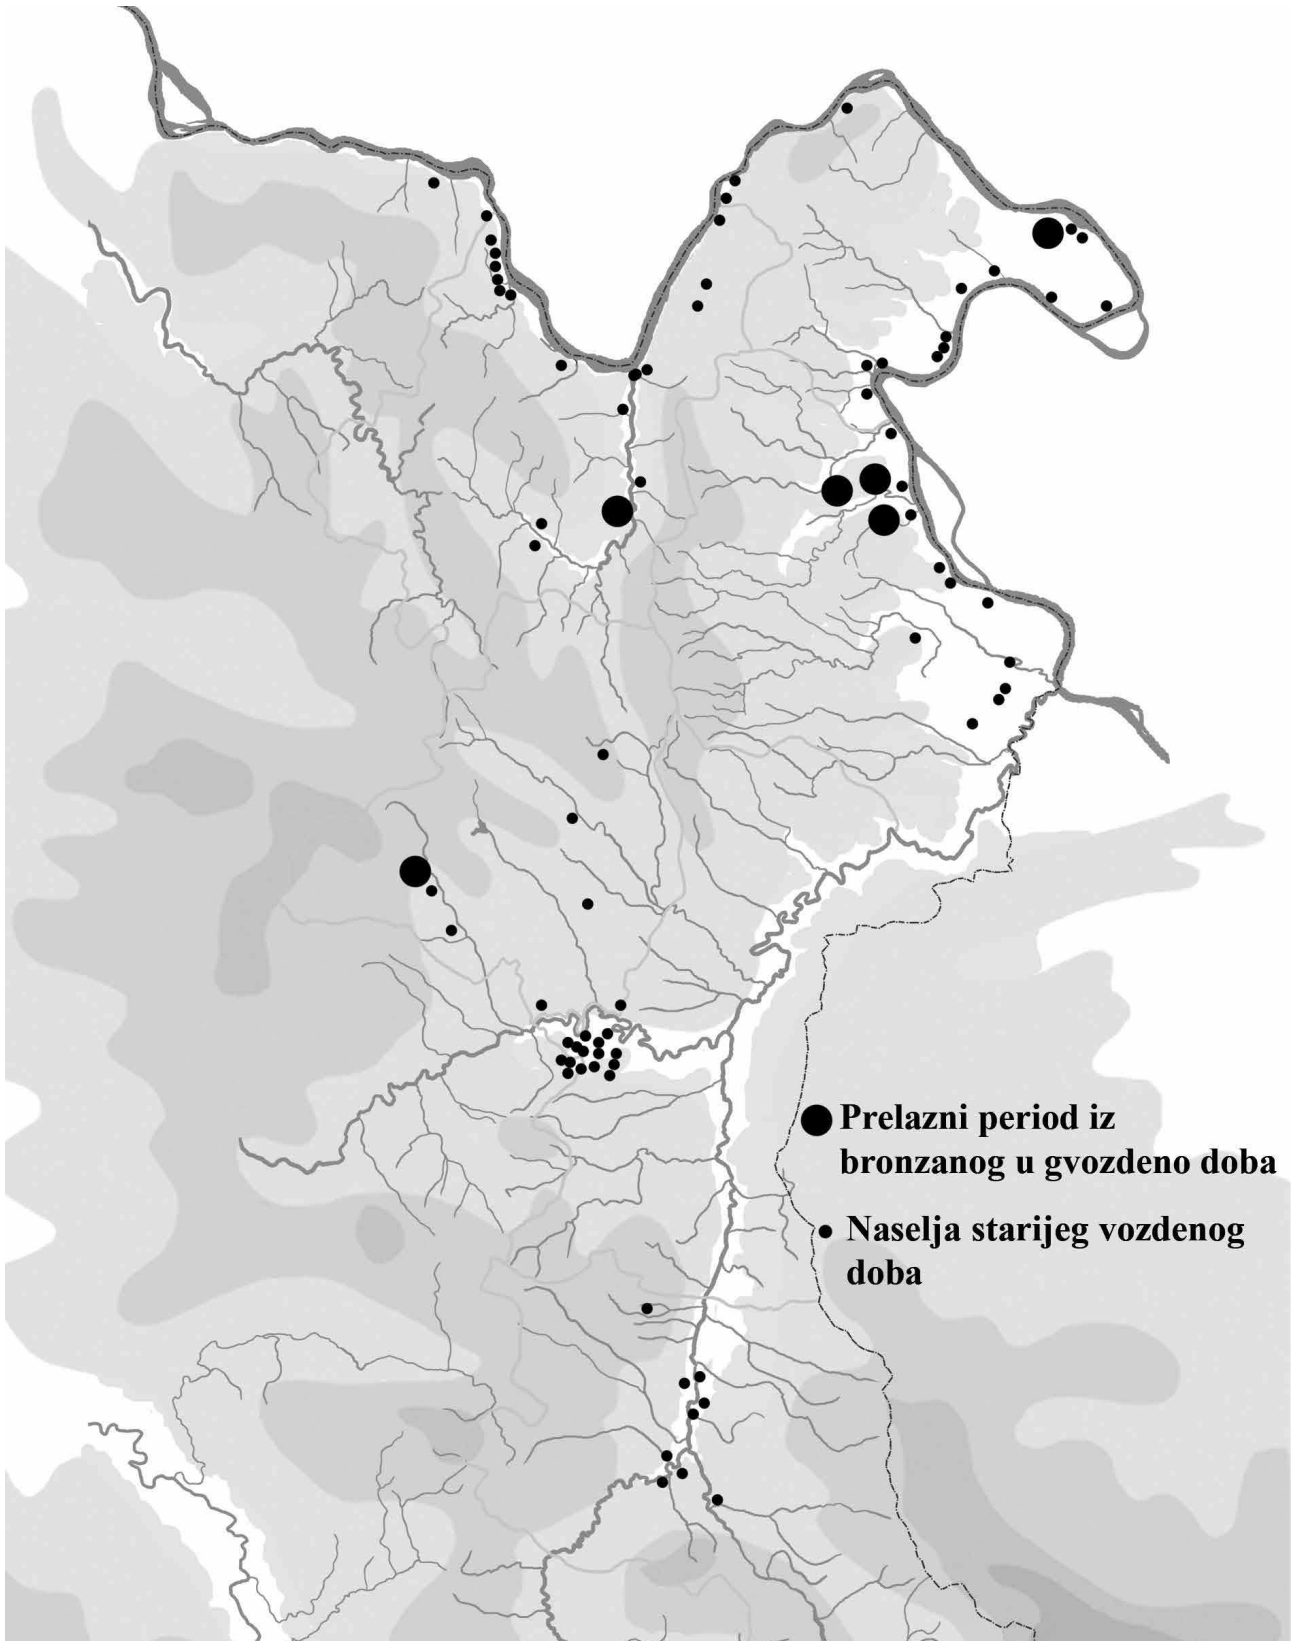 Prelazni period iz
bronzanog u gvozdeno doba
Naselja starijeg vozdenog
doba